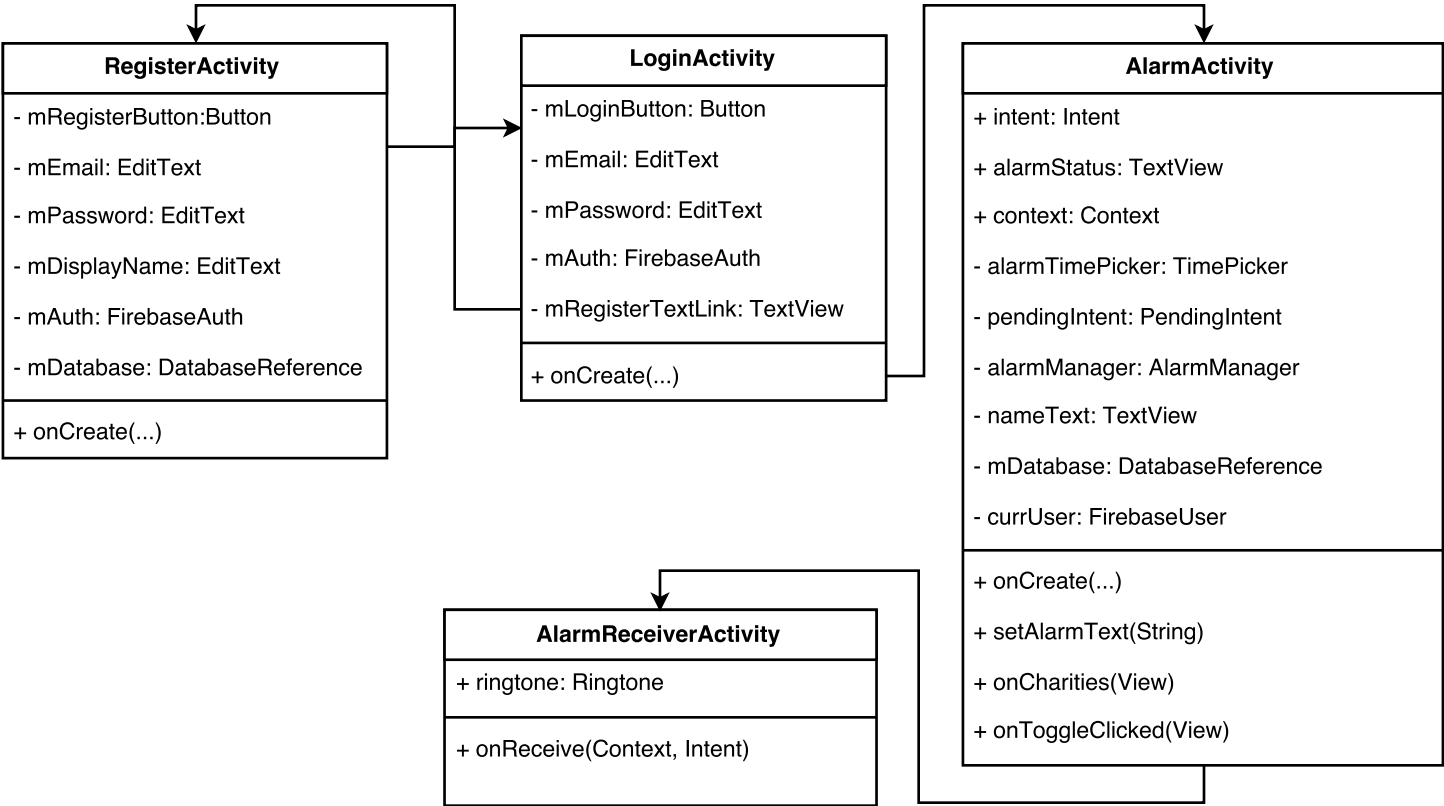 RegisterActivity
- mRegisterButton:Button
- mEmail: EditText
- mPassword: EditText
- mDisplayName: EditText
- mAuth: FirebaseAuth
- mDatabase: DatabaseReference
+ onCreate(...)
LoginActivity
- mLoginButton: Button
- mEmail: EditText
- mPassword: EditText
- mAuth: FirebaseAuth
- mRegisterTextLink: TextView
+ onCreate(...)
AlarmActivity
+ intent: Intent
+ alarmStatus: TextView
+ context: Context
- alarmTimePicker: TimePicker
- pendingIntent: PendingIntent
- alarmManager: AlarmManager
- nameText: TextView
- mDatabase: DatabaseReference
- currUser: FirebaseUser
+ onCreate(...)
+ setAlarmText(String)
+ onCharities(View)
+ onToggleClicked(View)
AlarmReceiverActivity
+ ringtone: Ringtone
+ onReceive(Context, Intent)